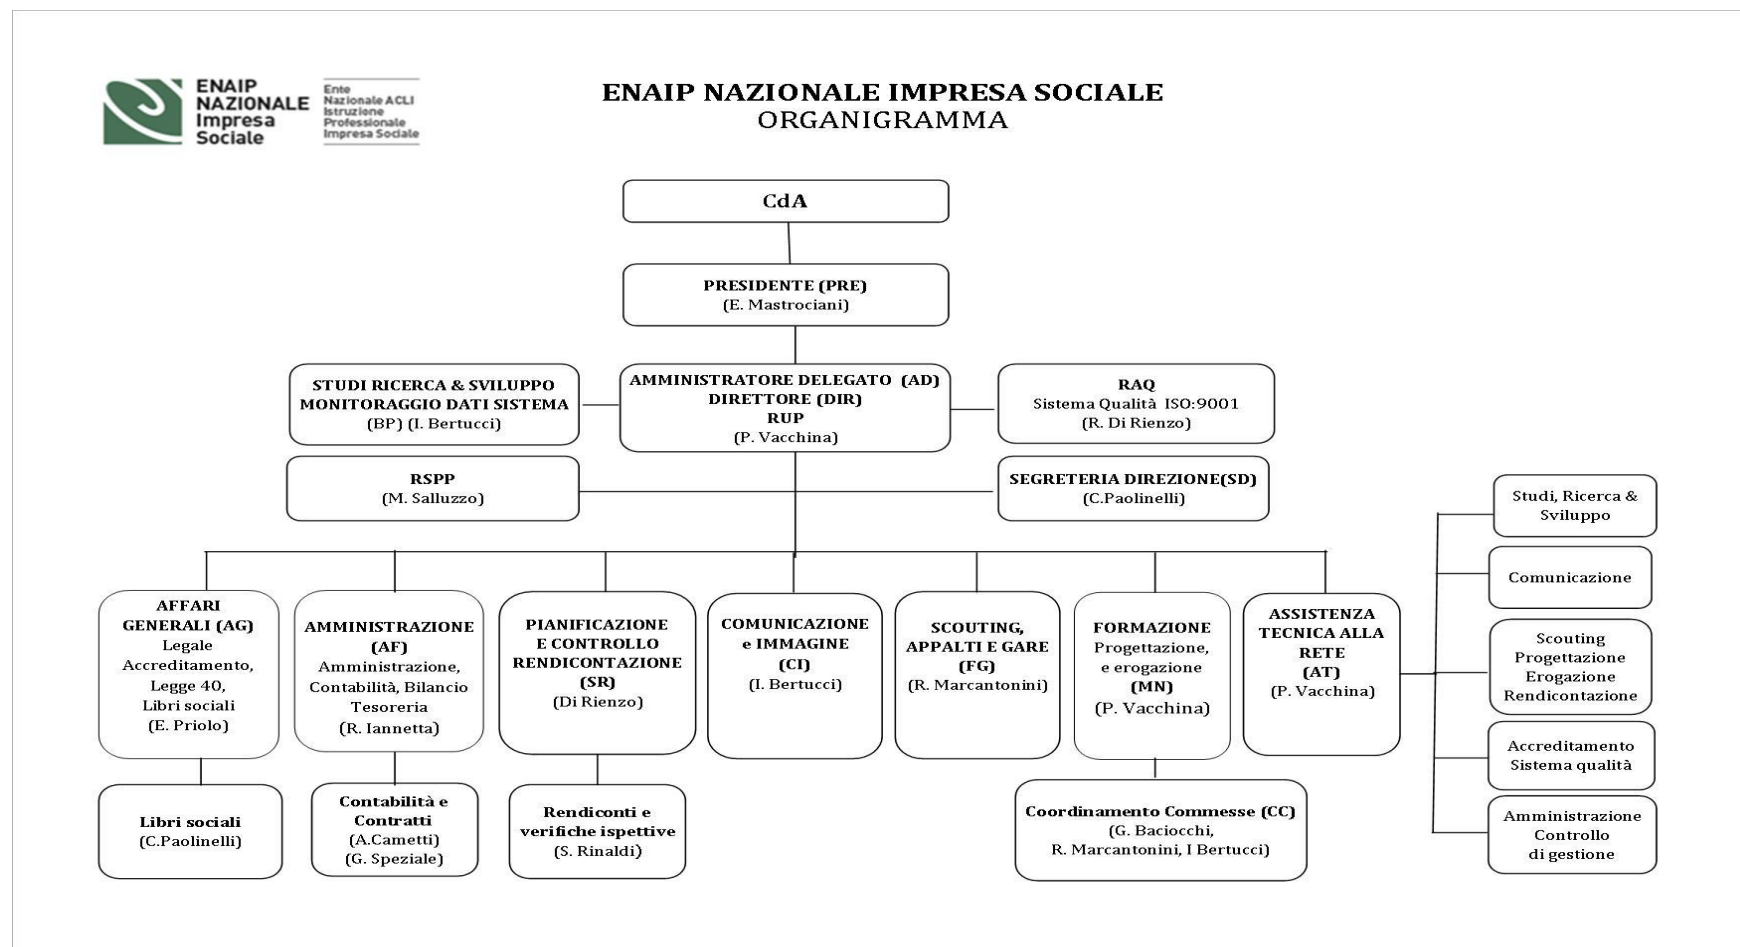 ENAIP
NAZIONALE
Impresa
Sociale
Ente
Nazionale ACLI
Istruzione
Professionale
Impresa Sociale
ENAIP NAZIONALE IMPRESA SOCIALE
ORGANIGRAMMA
CdA
PRESIDENTE (PRE)
(E. Mastrociani)
STUDI RICERCA & SVILUPPO
MONITORAGGIO DATI SISTEMA
(BP) (I. Bertucci)
AMMINISTRATORE DELEGATO (AD)
DIRETTORE (DIR)
RUP
(P. Vacchina)
RAQ
Sistema Qualità ISO:9001
(R. Di Rienzo)
RSPP
(M. Salluzzo)
SEGRETERIA DIREZIONE(SD)
(C.Paolinelli)
AFFARI
GENERALI (AG)
Legale
Accreditamento,
Legge 40,
Libri sociali
(E. Priolo)
AMMINISTRAZIONE
(AF)
Amministrazione,
Contabilità, Bilancio
Tesoreria
(R. Iannetta)
PIANIFICAZIONE
E CONTROLLO
RENDICONTAZIONE
(SR)
(Di Rienzo)
COMUNICAZIONE
e IMMAGINE
(CI)
(I. Bertucci)
SCOUTING,
APPALTI E GARE
(FG)
(R. Marcantonini)
FORMAZIONE
Progettazione,
e erogazione
(MN)
(P. Vacchina)
ASSISTENZA
TECNICA ALLA
RETE
(AT)
(P. Vacchina)
Studi, Ricerca &
Sviluppo
Comunicazione
Scouting
Progettazione
Erogazione
Rendicontazione
Accreditamento
Sistema qualità
Amministrazione
Controllo
di gestione
Libri sociali
(C.Paolinelli)
Contabilità e
Contratti
(A.Cametti)
(G. Speziale)
Rendiconti e
verifiche ispettive
(S. Rinaldi)
Coordinamento Commesse (CC)
(G. Baciocchi,
R. Marcantonini, I Bertucci)